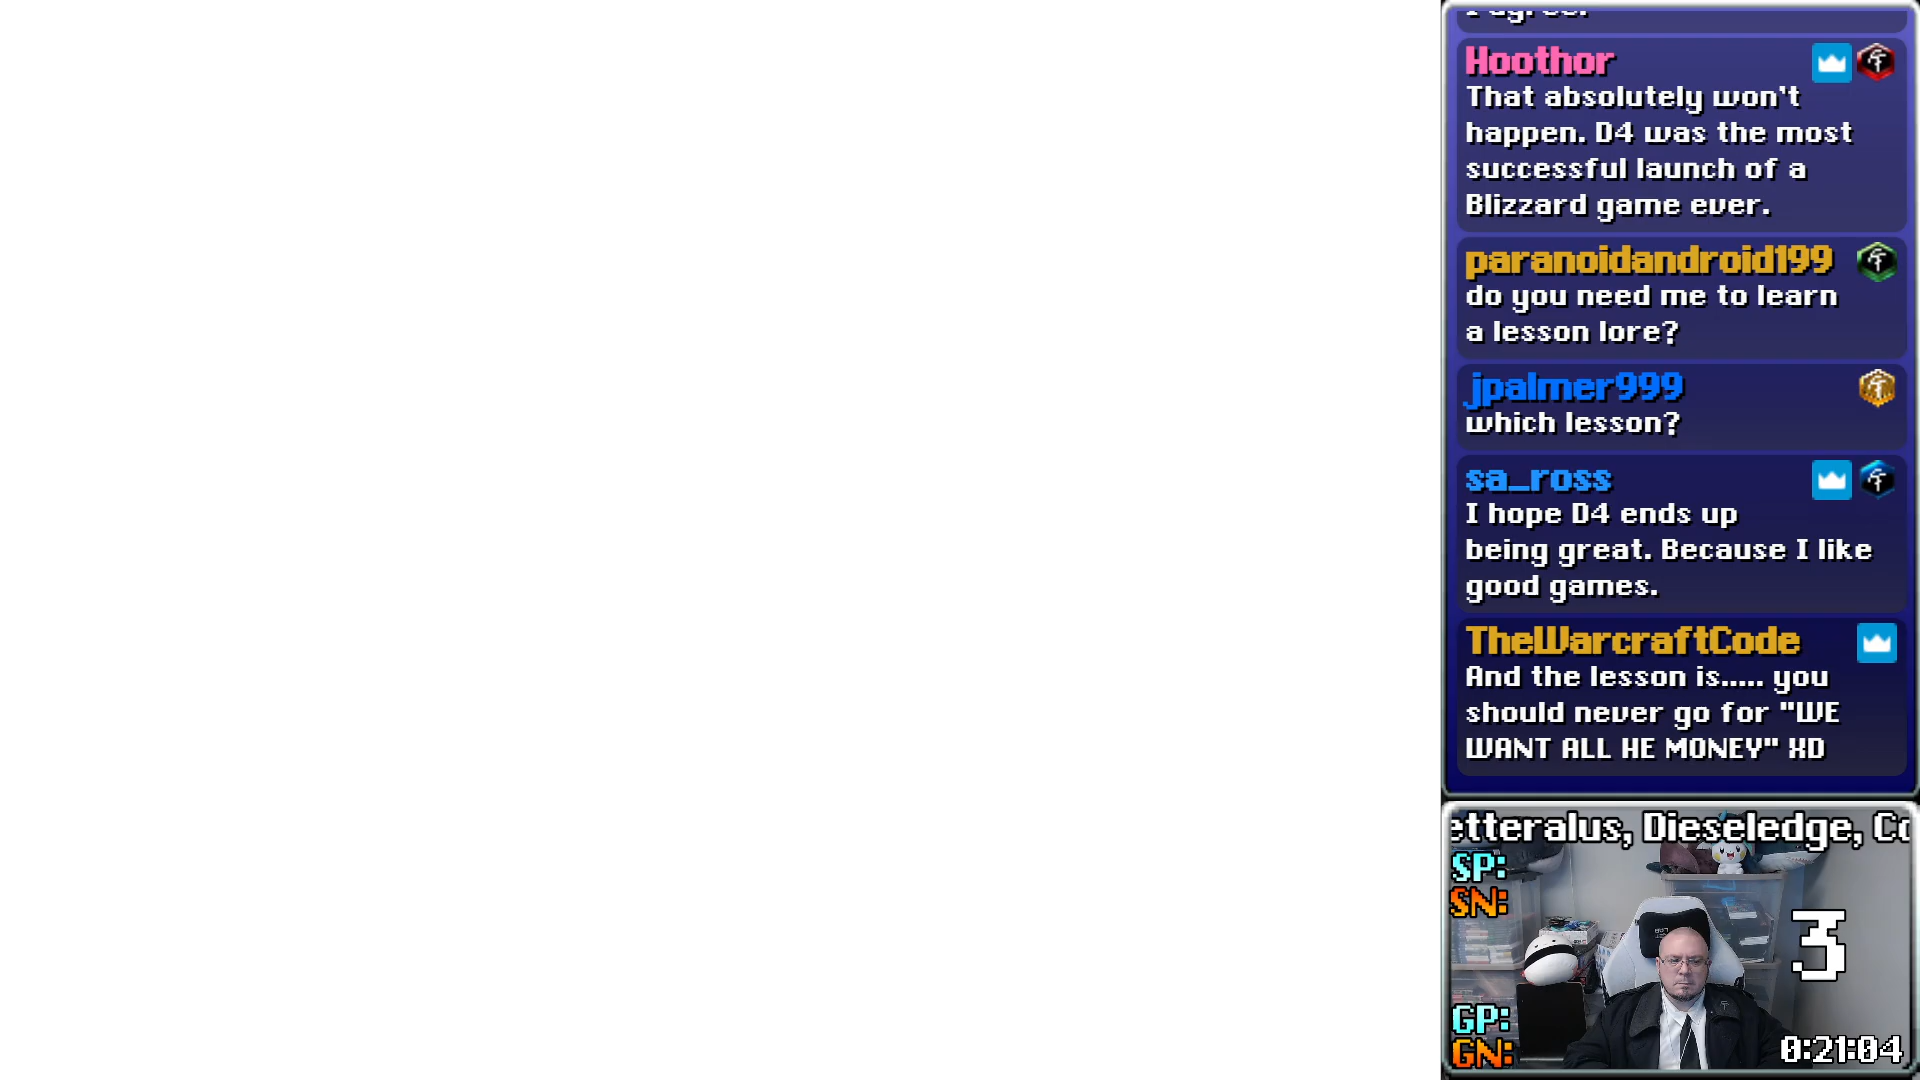 I agree.
Hoothor
That absolutely won't
happen. D4 was the most
successful launch of a
Blizzard game ever.
paranoidandroid199
do you need me to learn
a lesson lore?
jpalmer999
which lesson?
sa_ross
I hope D4 ends up
being great. Because I like
good games.
TheWarcraftCode
And the lesson is..... you
should never go for "WE
WANT ALL HE MONEY" XD
etteralus, Dieseledge, Co
SP:
SN:
3
GP:
GN:
0:21:04